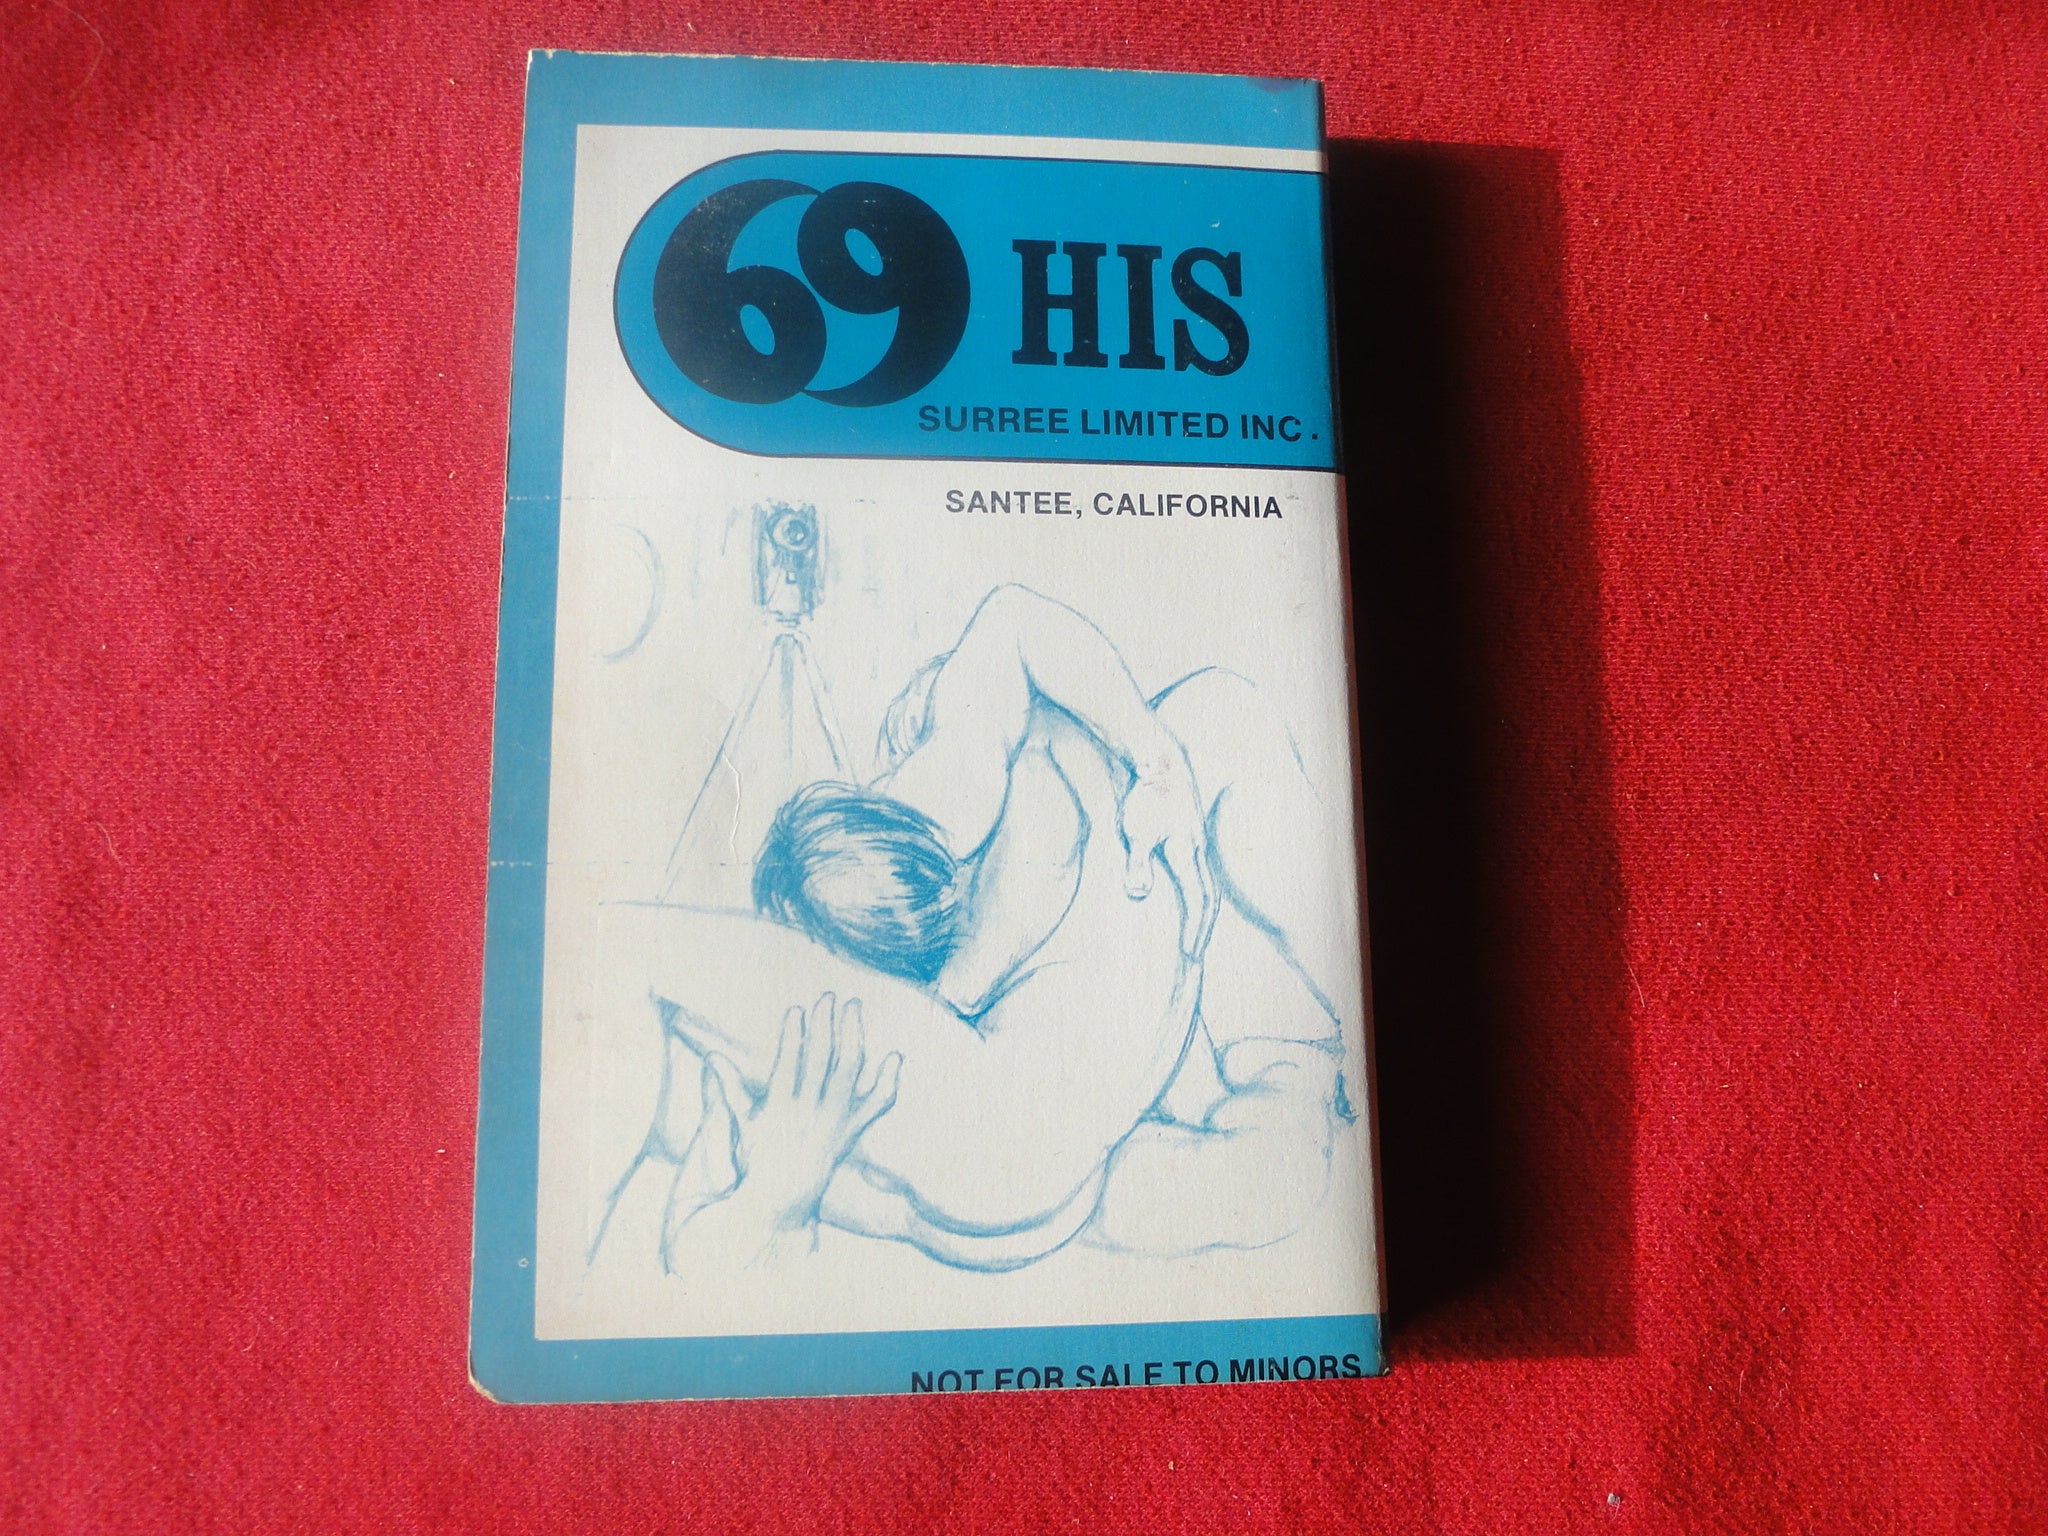 69 HIS
SURREE LIMITED INC.
SANTEE, CALIFORNIA
NOT FOR SALE TO MINORS